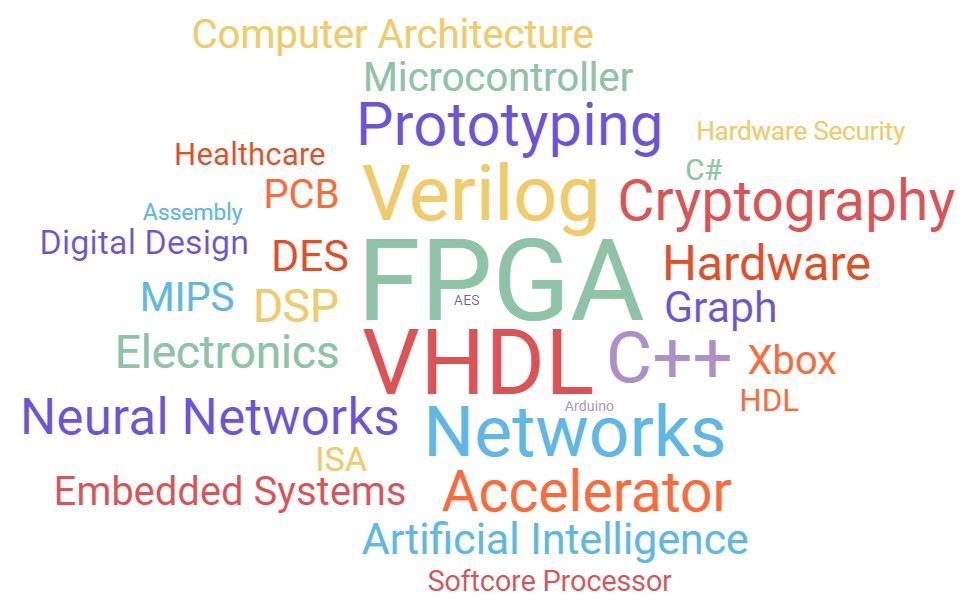 Computer Architecture
Microcontroller
Prototyping
Hardware Security
Healthcare
C#
PCB
Verilog
Cryptography
Assembly
Digital Design
DES
FPGA
Hardware
MIPS
DSP
AES
Graph
Electronics
VHDL
C++
Xbox
HDL
Arduino
Neural Networks
Networks
ISA
Embedded Systems
Accelerator
Artificial Intelligence
Softcore Processor